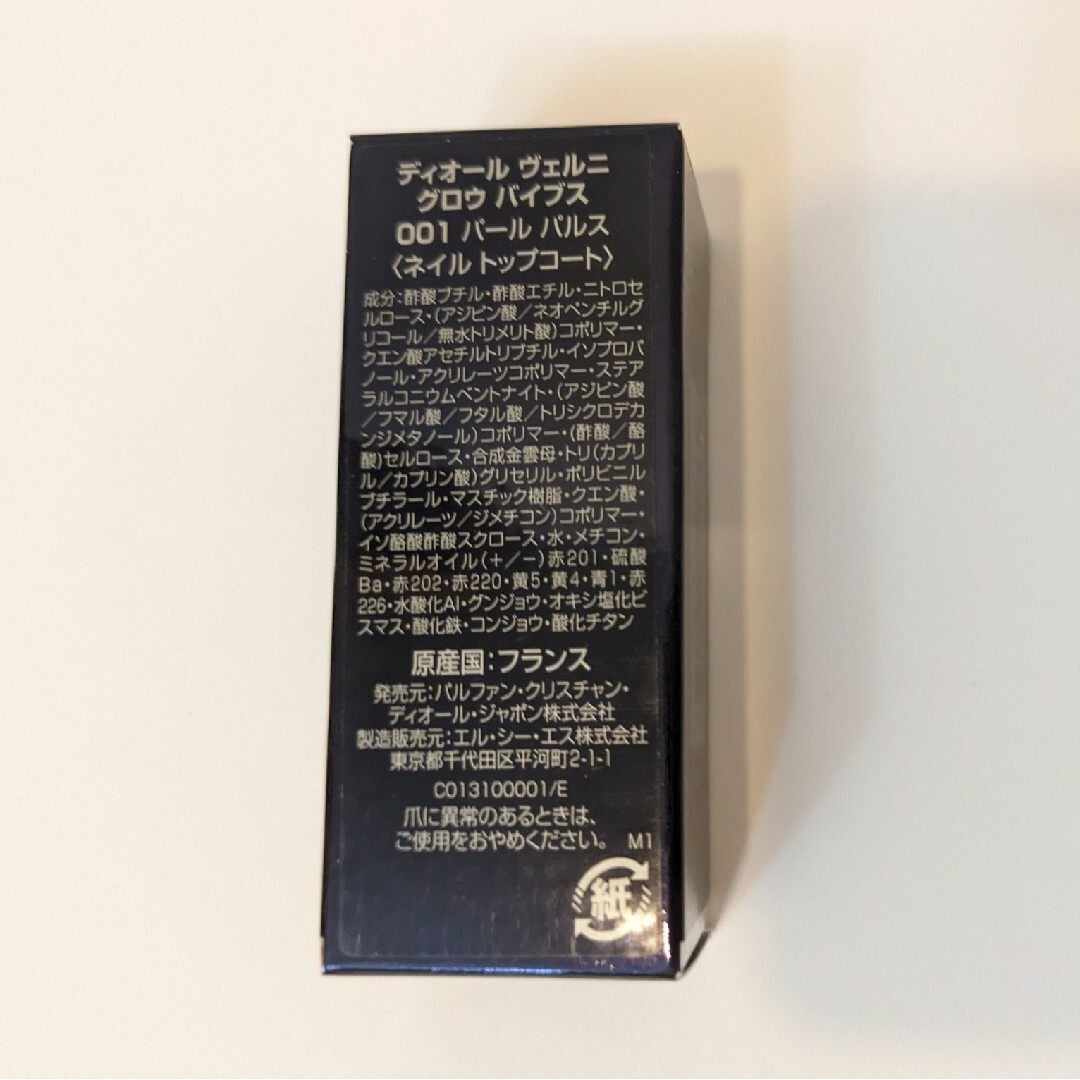 ディオール ヴェルニ
グロウ バイブス
001 パール パルス
〈ネイル トップコート〉
成分:酢酸ブチル・酢酸エチル・ニトロセ
ルロース・(アジピン酸/ネオペンチルグ
リコール/無水トリメリト酸)コポリマー・
クエン酸アセチルトリブチル・イソプロパ
ノール・アクリレーツコポリマー・ステア
ラルコニウムベントナイト・(アジピン酸
/フマル酸/フタル酸/トリシクロデカ
ンジメタノール)コポリマー・(酢酸/酪
酸)セルロース・合成金雲母・トリ(カプリ
ル/カプリン酸)グリセリル・ポリビニル
ブチラール・マスチック樹脂・クエン酸・
(アクリレーツ/ジメチコン)コポリマー・
イソ酪酸酢酸スクロース・水・メチコン・
ミネラルオイル(+/-)赤201・硫酸
Ba・赤202・赤220・黄5・黄4・青1・赤
226・水酸化Al・グンジョウ・オキシ塩化ビ
スマス・酸化鉄・コンジョウ・酸化チタン
原産国:フランス
発売元:パルファン・クリスチャン・
ディオール・ジャポン株式会社
製造販売元:エル・シー・エス株式会社
東京都千代田区平河町2-1-1
C013100001/E
爪に異常のあるときは、
ご使用をおやめください。 M1
紙